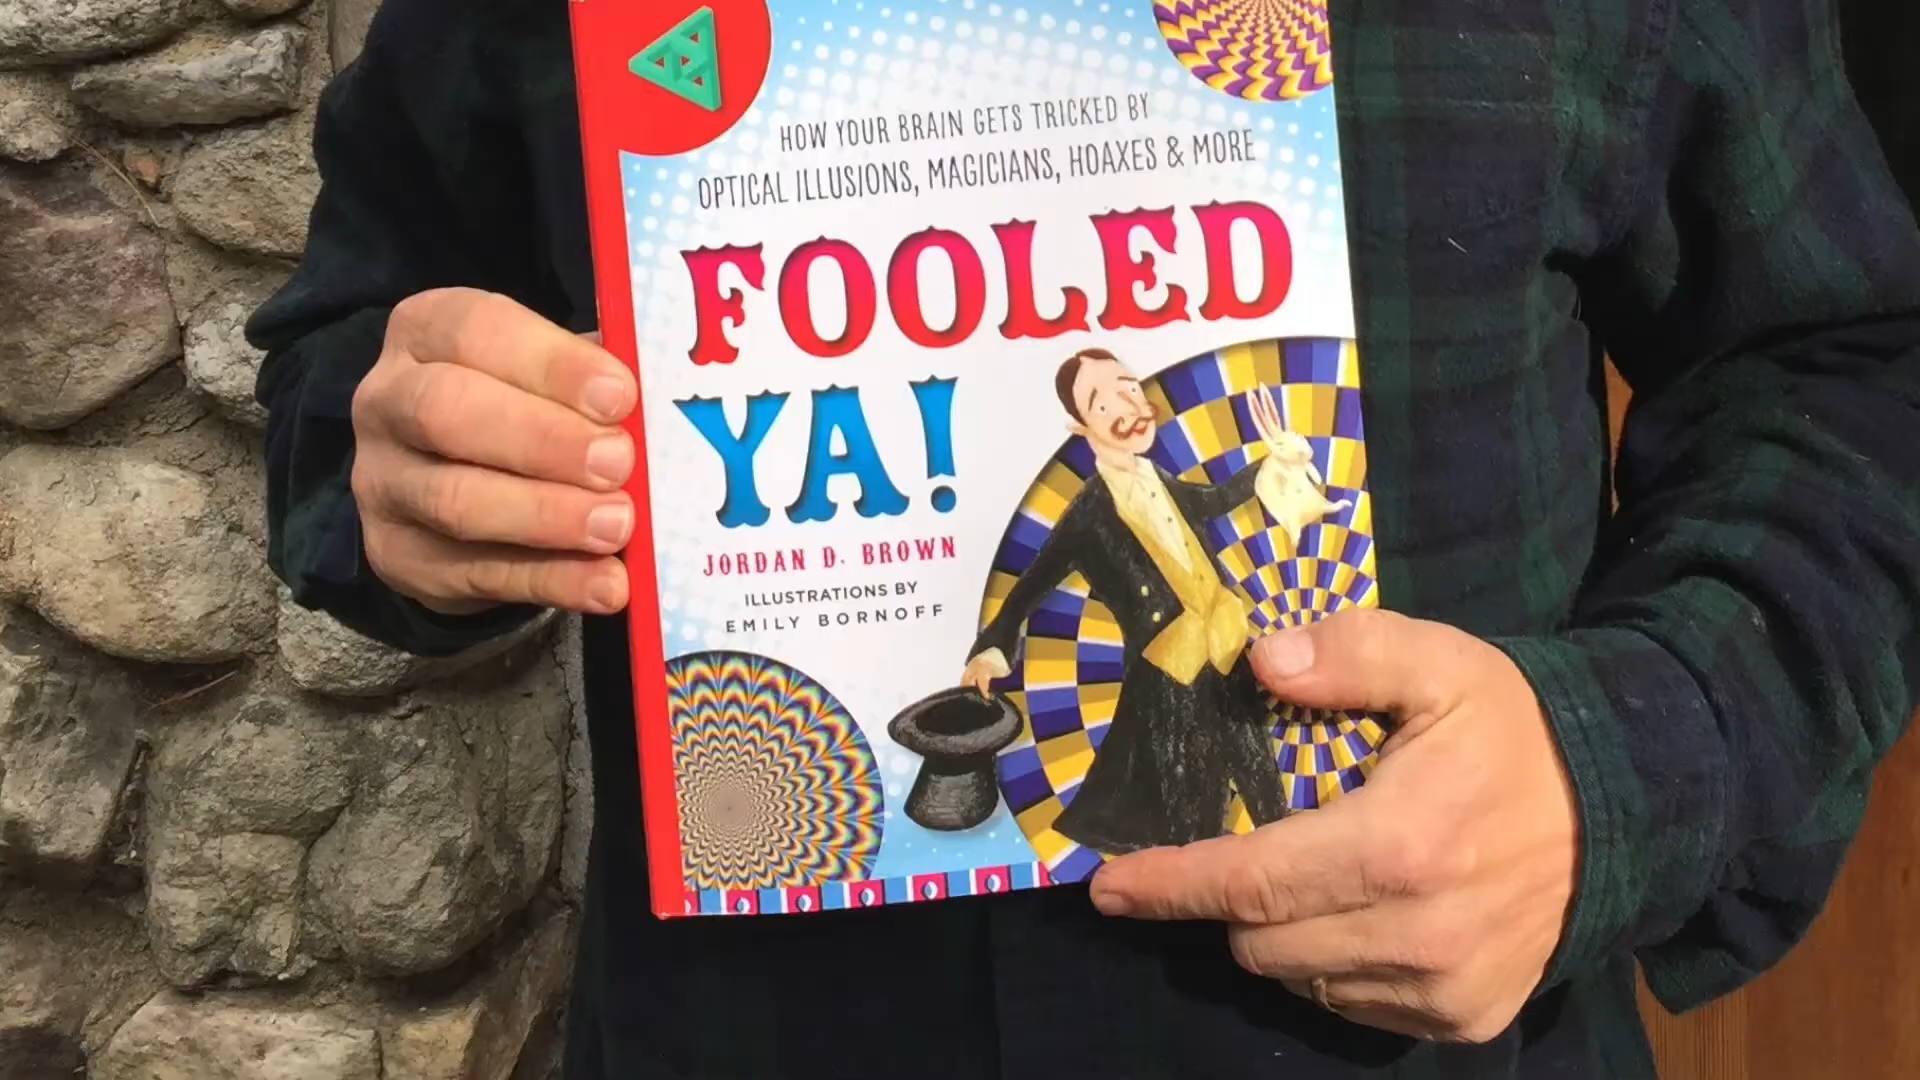 HOW YOUR BRAIN GETS TRICKED BY
OPTICAL ILLUSIONS, MAGICIANS, HOAXES & MORE
FOOLED
YA!
JORDAN D. BROWN
ILLUSTRATIONS BY
EMILY BORNOFF